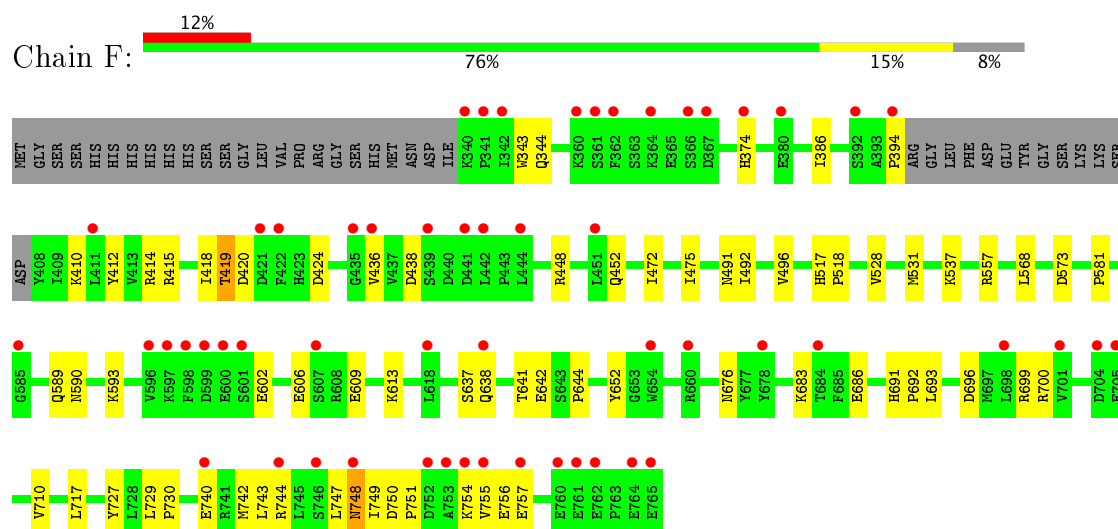 12%
Chain F:
76% 15% 8%
MET GLY SER SER HIS HIS HIS HIS HIS HIS SER SER GLY LEU VAL PRO ARG GLY SER HIS MET ASN ASP ILE K340 P341 I342 W343 Q344 K360 S361 F362 S363 K364 E365 S366 D367 H374 E380 I386 S392 A393 P394 ARG GLY LEU PHE ASP GLU TYR GLY SER LYS LYS SER
ASP Y408 I409 K410 L411 Y412 V413 R414 R415 I418 T419 D420 D421 F422 H423 D424 G435 V436 V437 D438 S439 D440 D441 L442 P443 L444 R448 L451 Q452 I472 I475 N491 I492 V496 H517 P518 V528 M531 K537 R557 L568 D573 P581
G585 Q589 N590 K593 V596 K597 F598 D599 E600 S601 E602 E606 S607 R608 E609 K613 L618 S637 Q638 T641 E642 S643 P644 Y652 G653 W654 R660 N676 Y677 Y678 K683 T684 F685 E686 H691 P692 L693 D696 M697 L698 R699 R700 V701 D704 E705
V710 L717 Y727 L728 L729 P730 E740 R741 M742 L743 R744 L745 S746 L747 N748 I749 D750 P751 D752 A753 K754 V755 E756 E757 E760 E761 E762 P763 E764 E765